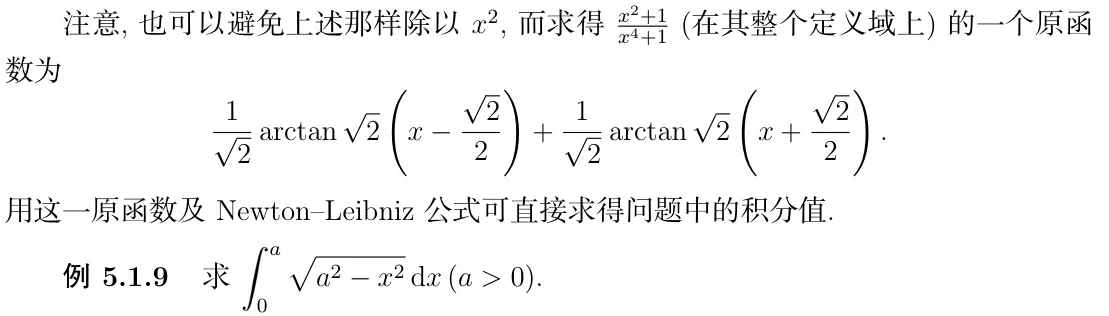 注意, 也可以避免上述那样除以 $x^2$, 而求得 $\frac{x^2+1}{x^4+1}$ (在其整个定义域上) 的一个原函
数为
$$\frac{1}{\sqrt{2}} \arctan \sqrt{2} \left( x - \frac{\sqrt{2}}{2} \right) + \frac{1}{\sqrt{2}} \arctan \sqrt{2} \left( x + \frac{\sqrt{2}}{2} \right).$$
用这一原函数及 Newton–Leibniz 公式可直接求得问题中的积分值.
例 5.1.9 求 $\int_0^a \sqrt{a^2 - x^2} \, \mathrm{d}x \, (a > 0)$.